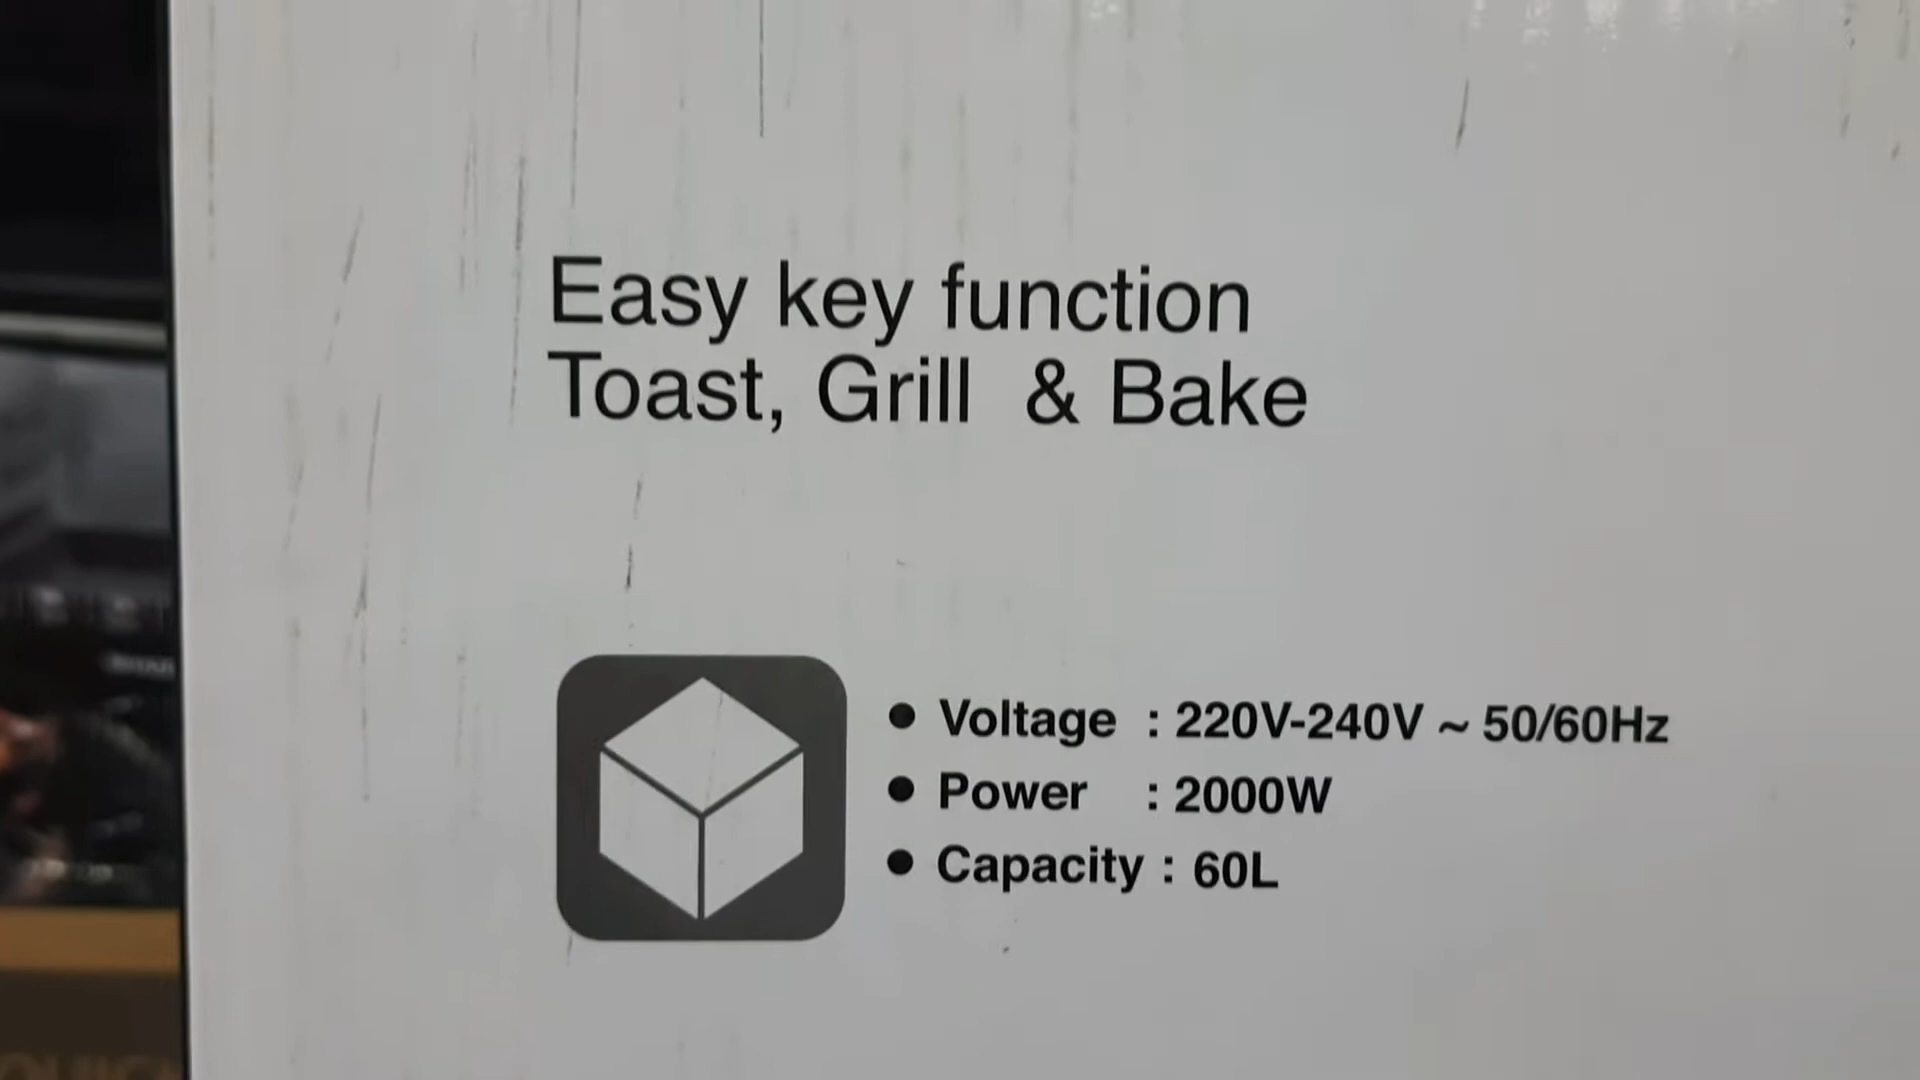 Easy key function
Toast, Grill & Bake
• Voltage : 220V-240V ~ 50/60Hz
• Power : 2000W
• Capacity : 60L